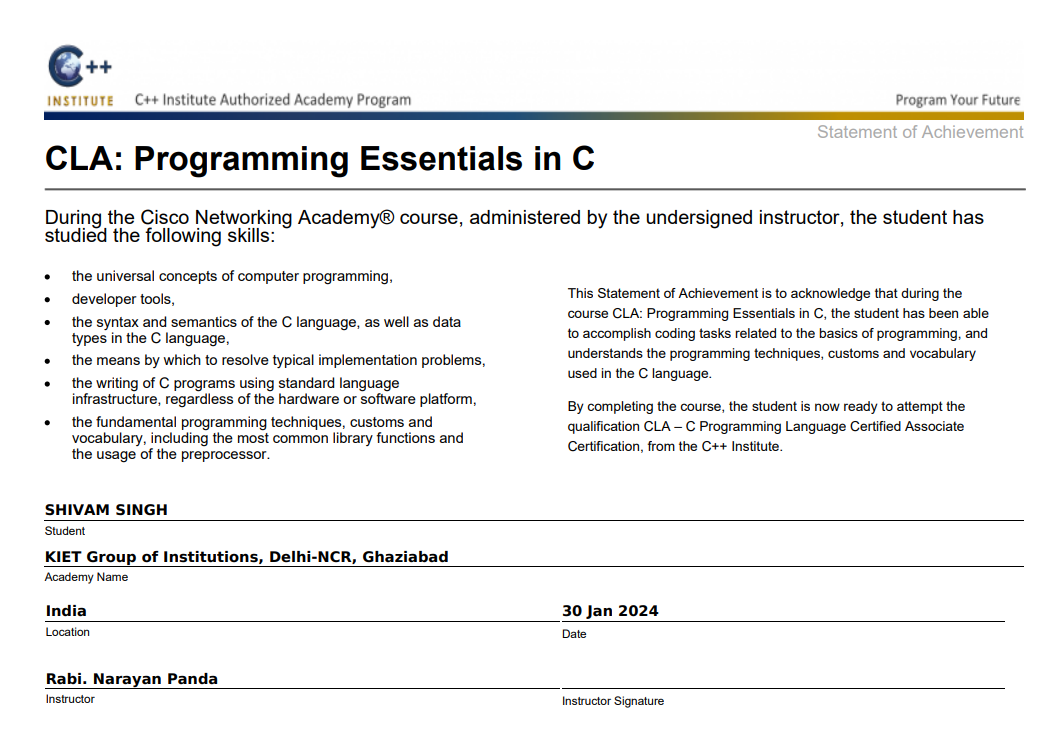 C++
INSTITUTE
C++ Institute Authorized Academy Program
Program Your Future
Statement of Achievement
CLA: Programming Essentials in C
During the Cisco Networking Academy® course, administered by the undersigned instructor, the student has
studied the following skills:
• the universal concepts of computer programming,
• developer tools,
• the syntax and semantics of the C language, as well as data
types in the C language,
• the means by which to resolve typical implementation problems,
• the writing of C programs using standard language
infrastructure, regardless of the hardware or software platform,
• the fundamental programming techniques, customs and
vocabulary, including the most common library functions and
the usage of the preprocessor.
This Statement of Achievement is to acknowledge that during the
course CLA: Programming Essentials in C, the student has been able
to accomplish coding tasks related to the basics of programming, and
understands the programming techniques, customs and vocabulary
used in the C language.
By completing the course, the student is now ready to attempt the
qualification CLA – C Programming Language Certified Associate
Certification, from the C++ Institute.
SHIVAM SINGH
Student
KIET Group of Institutions, Delhi-NCR, Ghaziabad
Academy Name
India
Location
30 Jan 2024
Date
Rabi. Narayan Panda
Instructor
Instructor Signature